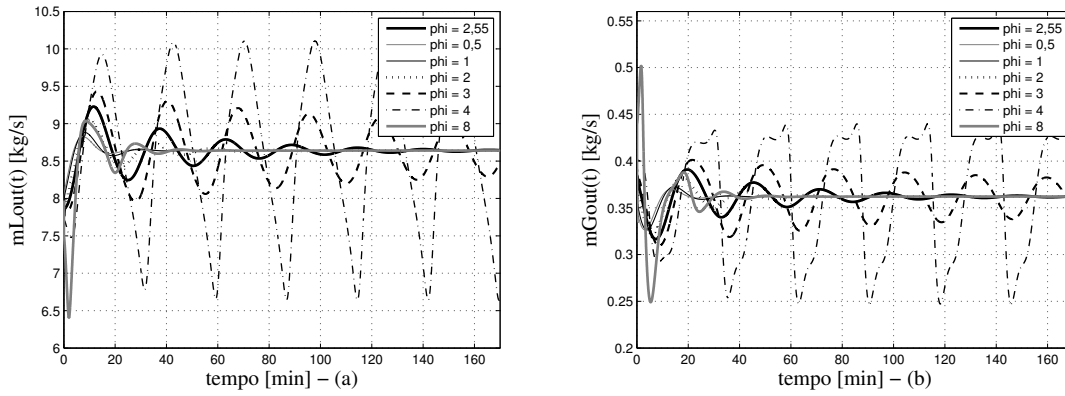 mLout(t) [kg/s]
10.5
10
9.5
9
8.5
8
7.5
7
6.5
6
0 20 40 60 80 100 120 140 160
tempo [min] − (a)
phi = 2,55
phi = 0,5
phi = 1
phi = 2
phi = 3
phi = 4
phi = 8
mGout(t) [kg/s]
0.55
0.5
0.45
0.4
0.35
0.3
0.25
0.2
0 20 40 60 80 100 120 140 160
tempo [min] − (b)
phi = 2,55
phi = 0,5
phi = 1
phi = 2
phi = 3
phi = 4
phi = 8